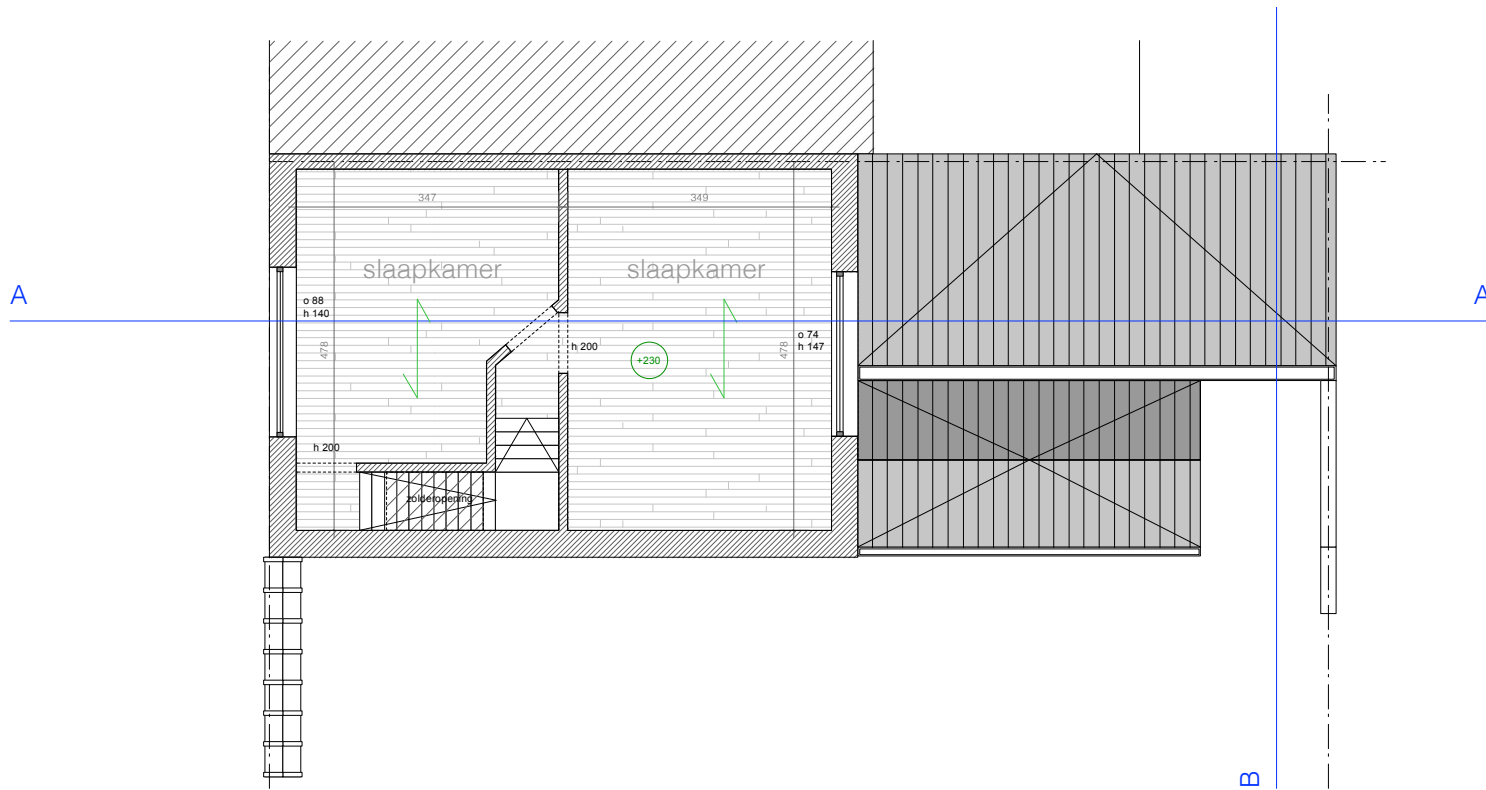 347
349
slaapkamer
slaapkamer
A
A
o 88
h 140
o 74
h 147
478
h 200
+230
478
h 200
zolderopening
B